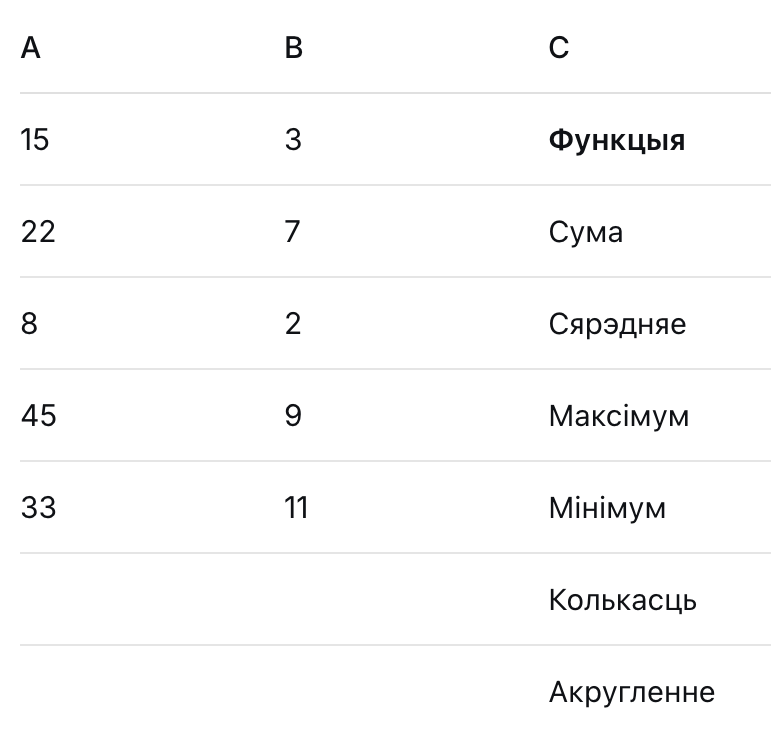 A B C
15 3 Функцыя
22 7 Сума
8 2 Сярэдняе
45 9 Максімум
33 11 Мінімум
Колькасць
Акругленне